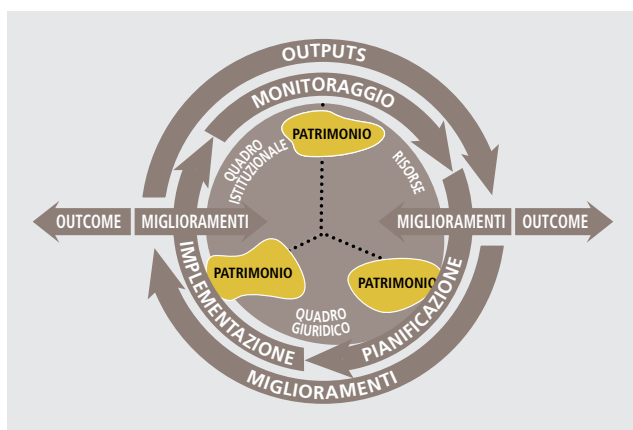 OUTPUTS
MONITORAGGIO
PATRIMONIO
QUADRO
ISTITUZIONALE
RISORSE
OUTCOME
MIGLIORAMENTI
MIGLIORAMENTI
OUTCOME
PATRIMONIO
PATRIMONIO
IMPLEMENTAZIONE
QUADRO
GIURIDICO
PIANIFICAZIONE
MIGLIORAMENTI